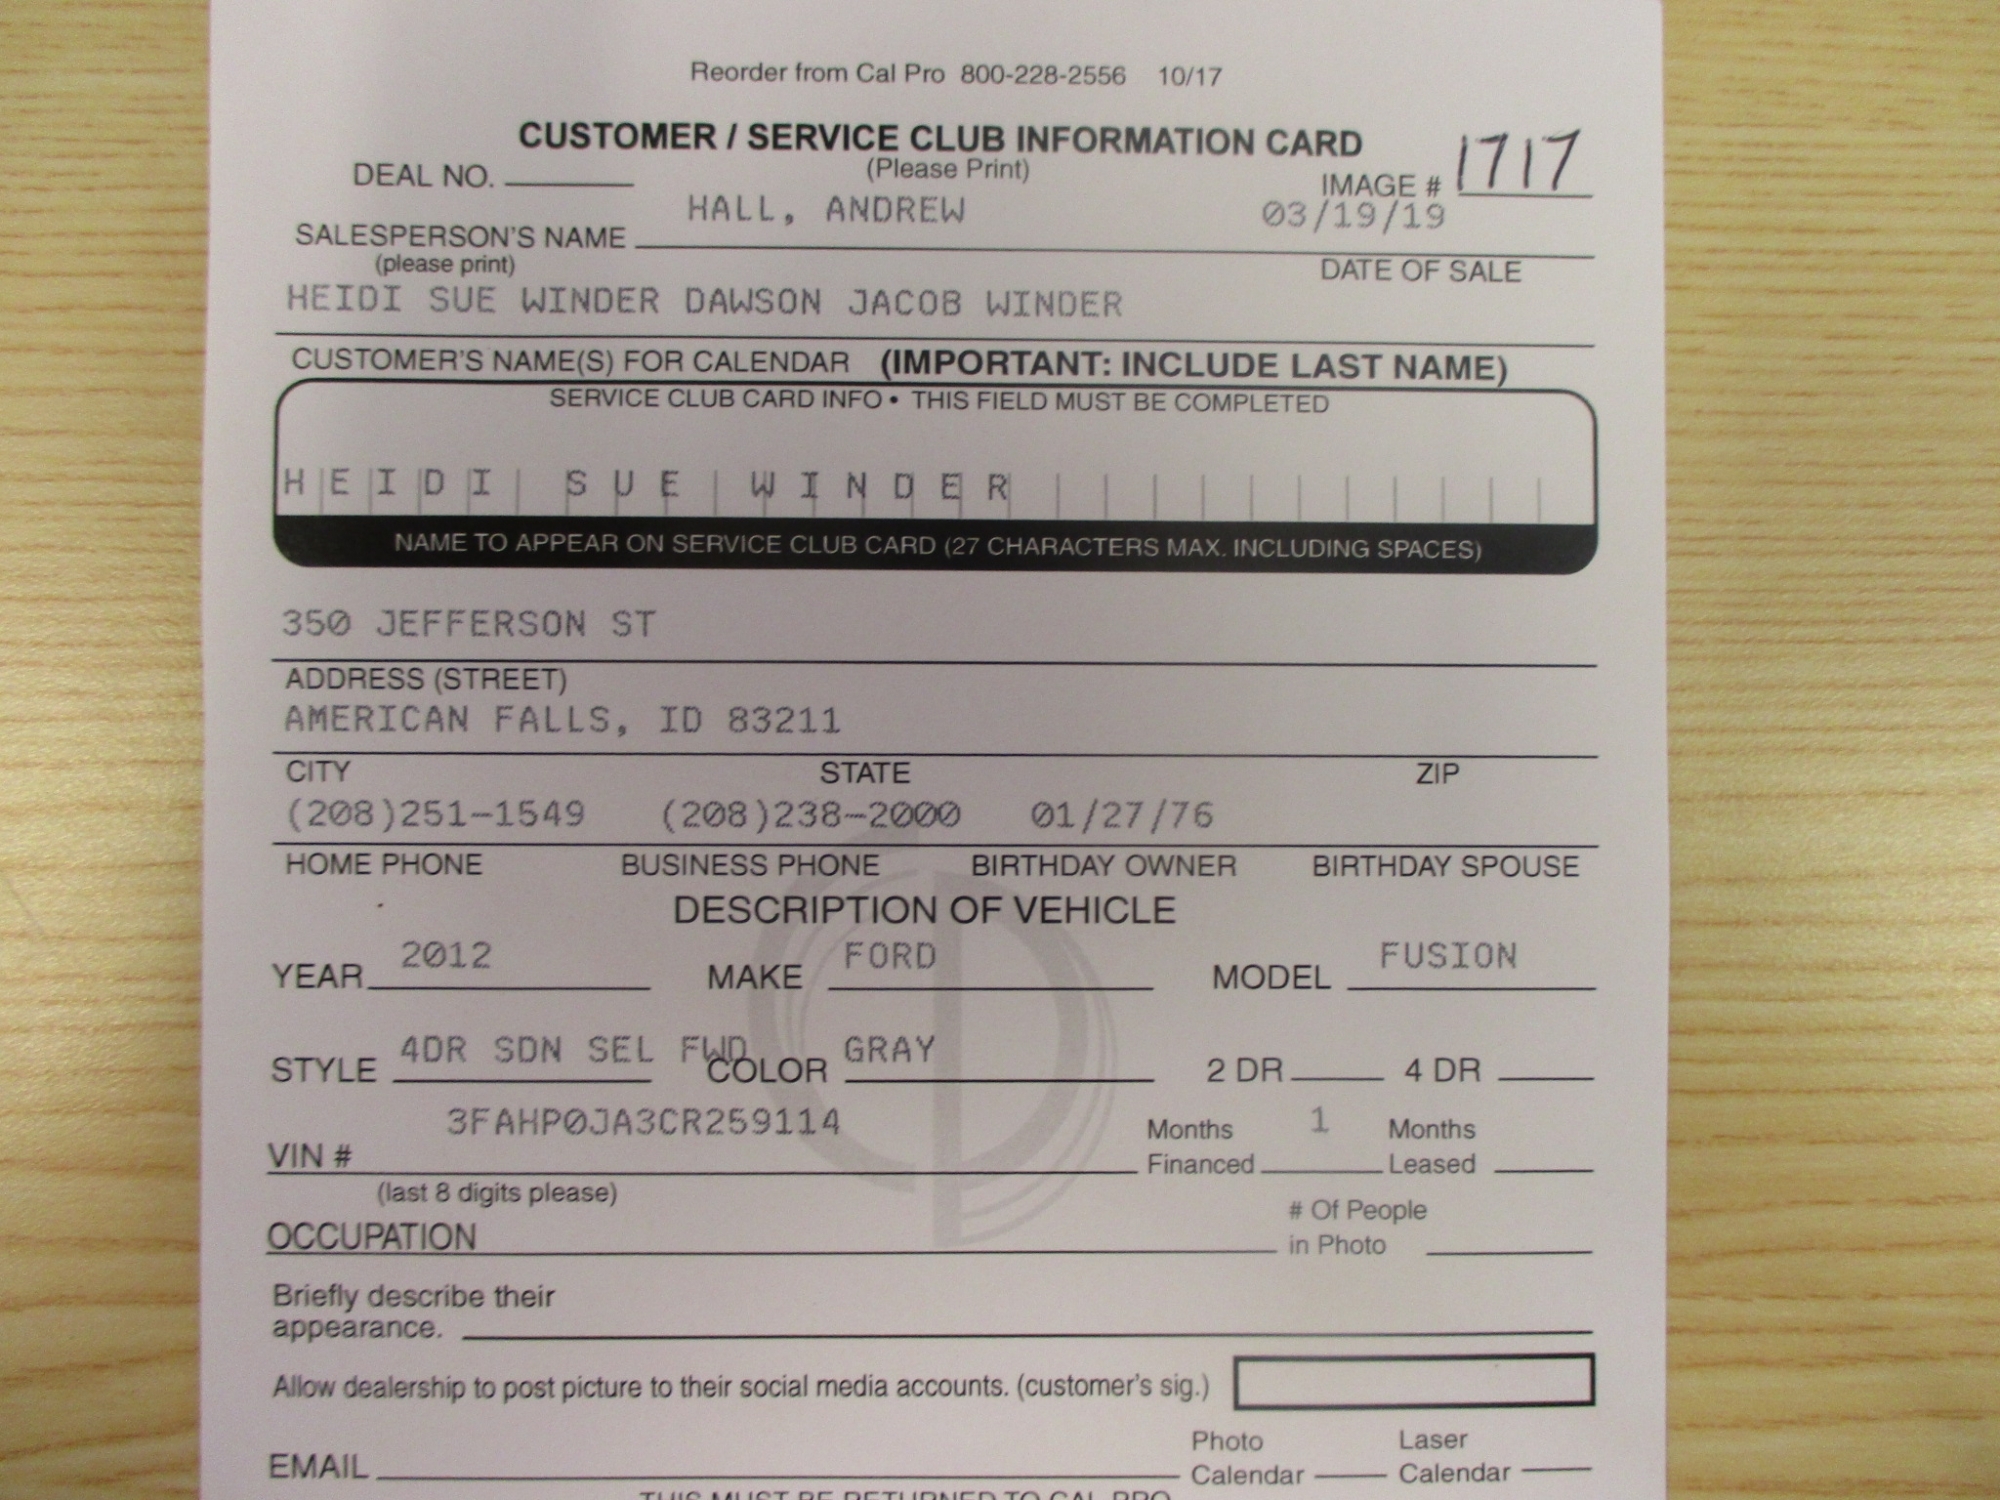 Reorder from Cal Pro 800-228-2556 10/17
CUSTOMER / SERVICE CLUB INFORMATION CARD
(Please Print)
DEAL NO.
IMAGE # 1717
HALL, ANDREW 03/19/19
SALESPERSON'S NAME
(please print) DATE OF SALE
HEIDI SUE WINDER DAWSON JACOB WINDER
CUSTOMER'S NAME(S) FOR CALENDAR (IMPORTANT: INCLUDE LAST NAME)
SERVICE CLUB CARD INFO • THIS FIELD MUST BE COMPLETED
HEIDI SUE WINDER
NAME TO APPEAR ON SERVICE CLUB CARD (27 CHARACTERS MAX. INCLUDING SPACES)
350 JEFFERSON ST
ADDRESS (STREET)
AMERICAN FALLS, ID 83211
CITY STATE ZIP
(208)251-1549 (208)238-2000 01/27/76
HOME PHONE BUSINESS PHONE BIRTHDAY OWNER BIRTHDAY SPOUSE
DESCRIPTION OF VEHICLE
YEAR 2012 MAKE FORD MODEL FUSION
STYLE 4DR SDN SEL FWD COLOR GRAY 2 DR 4 DR
3FAHP0JA3CR259114 Months 1 Months
VIN # Financed Leased
(last 8 digits please)
# Of People
OCCUPATION in Photo
Briefly describe their
appearance.
Allow dealership to post picture to their social media accounts. (customer's sig.)
Photo Laser
EMAIL Calendar Calendar
THIS MUST BE RETURNED TO CAL PRO